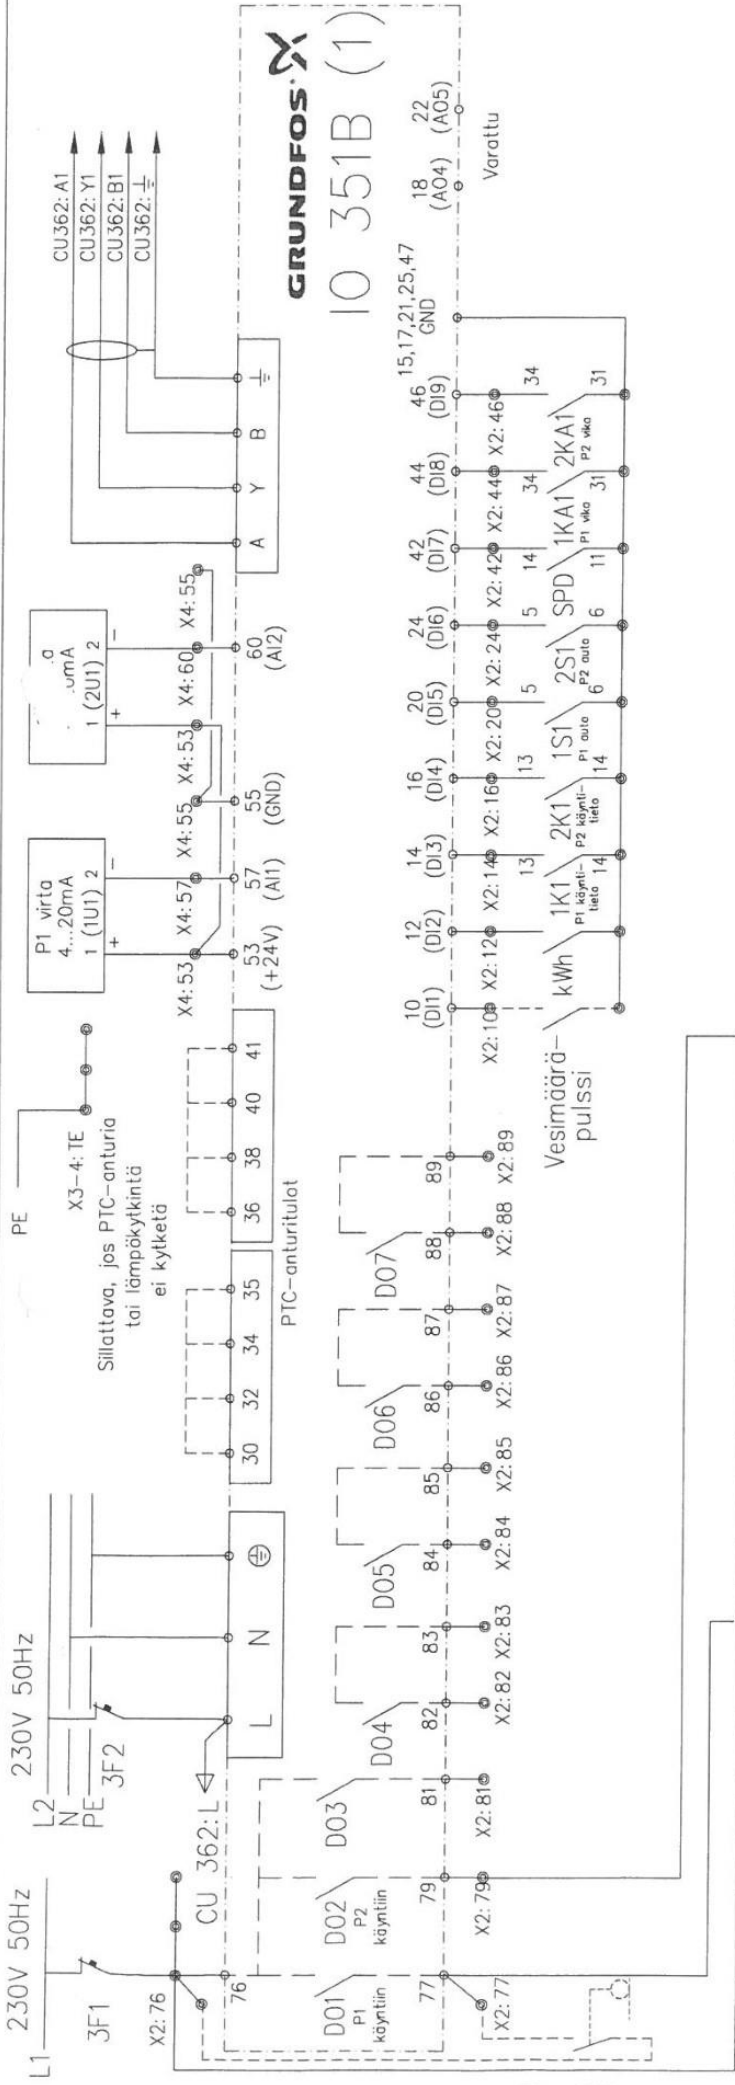 230V 50Hz
L1
3F1
X2:76
76
230V 50Hz
L2
N
PE
3F2
CU 362:L
L
N
PE
X3-4:TE
Sillattava, jos PTC-anturia
tai lämpökytkintä
ei kytketä
30
32
34
35
36
38
40
41
PTC-anturitulot
P1 virta
4...20mA
1 (1U1) 2
+
-
X4:53
X4:57
X4:55
53
(+24V)
57
(AI1)
55
(GND)
1 (2U1) 2
+
-
X4:53
X4:60
X4:55
60
(AI2)
A
Y
B
CU362:A1
CU362:Y1
CU362:B1
CU362:
GRUNDFOS
IO 351B (1)
DO1
P1
käyntiin
77
X2:77
DO2
P2
käyntiin
79
X2:79
DO3
81
X2:81
DO4
82
83
X2:82
X2:83
DO5
84
85
X2:84
X2:85
DO6
86
87
X2:86
X2:87
DO7
88
89
X2:88
X2:89
10
(DI1)
X2:10
Vesimäärä-
pulssi
12
(DI2)
X2:12
kWh
14
(DI3)
X2:14
13
1K1
P1 käynti-
tieto
14
16
(DI4)
X2:16
13
2K1
P2 käynti-
tieto
14
20
(DI5)
X2:20
5
1S1
P1 auto
6
24
(DI6)
X2:24
5
2S1
P2 auto
6
42
(DI7)
X2:42
14
SPD
11
44
(DI8)
X2:44
34
1KA1
P1 vika
31
46
(DI9)
X2:46
34
2KA1
P2 vika
31
15,17,21,25,47
GND
18
(AO4)
22
(AO5)
Varattu